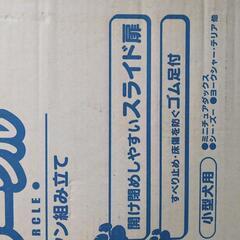 ークル
RCLE
ン組み立て
開け閉めしやすいスライド扉
すべり止め・床傷を防ぐゴム足付
小型犬用
●ミニチュアダックス
●シー・ズー ●ヨークシャー・テリア 他